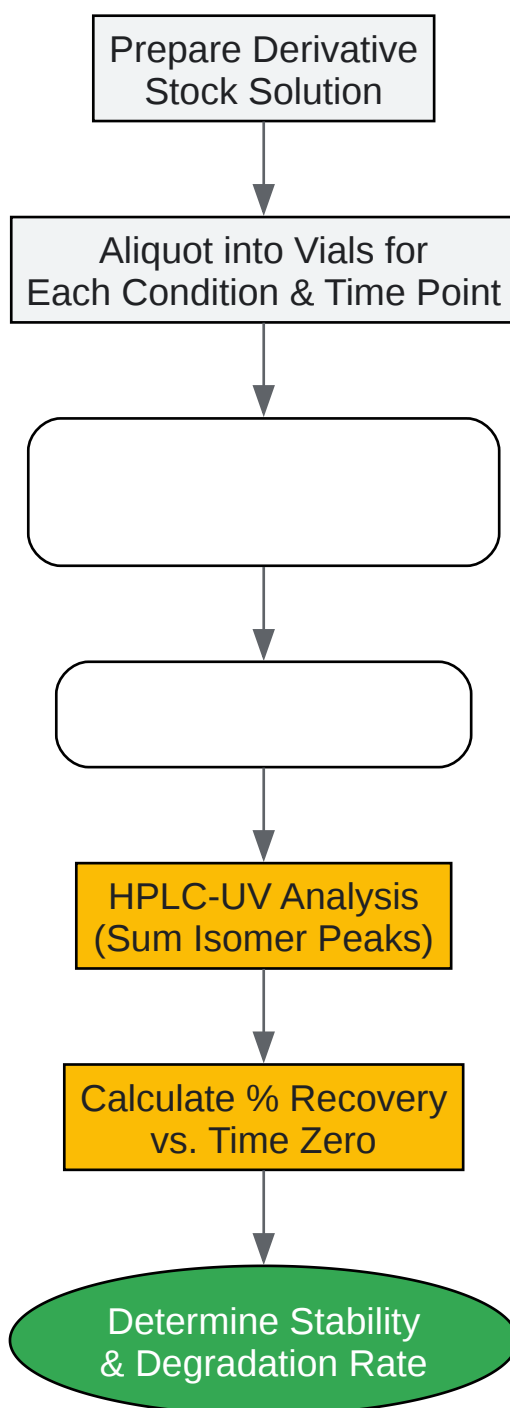 Prepare Derivative
Stock Solution
Aliquot into Vials for
Each Condition & Time Point
HPLC-UV Analysis
(Sum Isomer Peaks)
Calculate % Recovery
vs. Time Zero
Determine Stability
& Degradation Rate